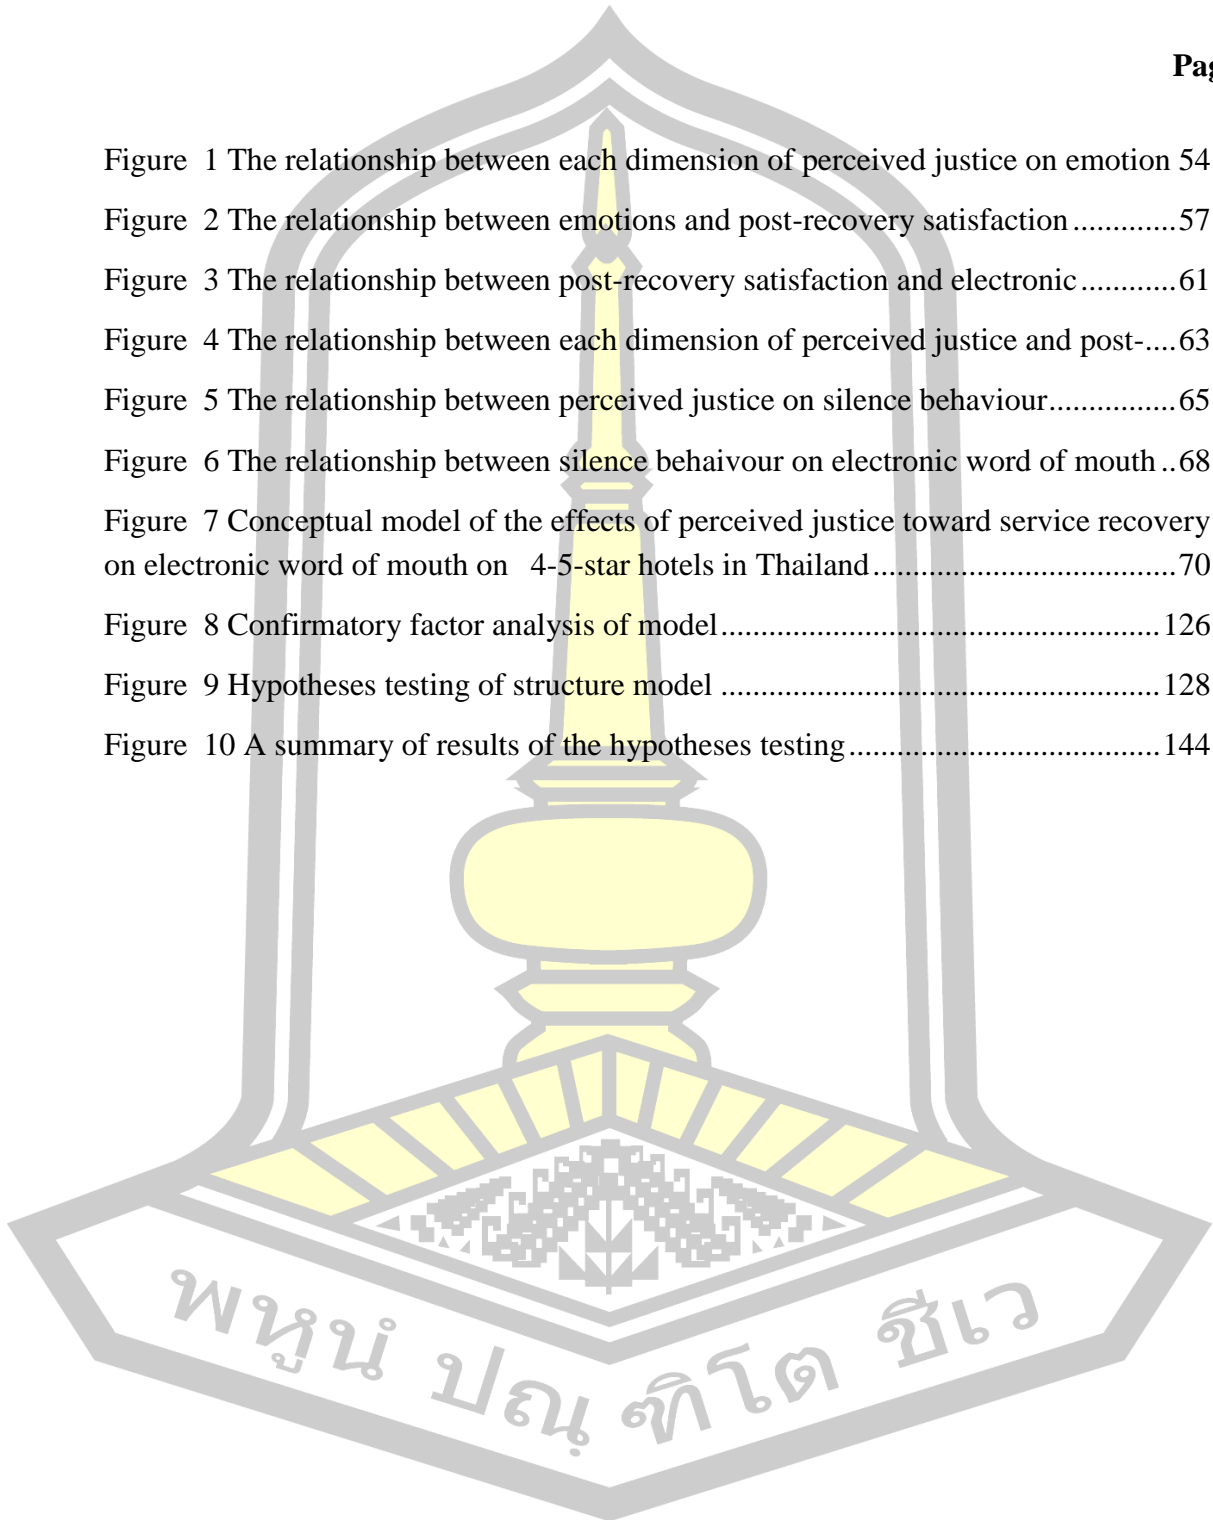 Pag
Figure 1 The relationship between each dimension of perceived justice on emotion 54
Figure 2 The relationship between emotions and post-recovery satisfaction .............57
Figure 3 The relationship between post-recovery satisfaction and electronic ............61
Figure 4 The relationship between each dimension of perceived justice and post-....63
Figure 5 The relationship between perceived justice on silence behaviour................65
Figure 6 The relationship between silence behaivour on electronic word of mouth ..68
Figure 7 Conceptual model of the effects of perceived justice toward service recovery
on electronic word of mouth on 4-5-star hotels in Thailand....................................70
Figure 8 Confirmatory factor analysis of model.....................................................126
Figure 9 Hypotheses testing of structure model .....................................................128
Figure 10 A summary of results of the hypotheses testing.....................................144
พหูนํ ปณฺฑิโต ชีเว